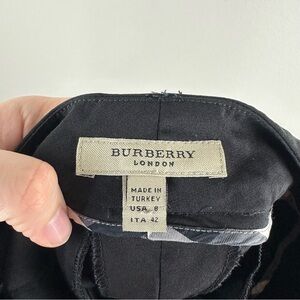 BURBERRY
LONDON
MADE IN
TURKEY
USA 8
ITA 42